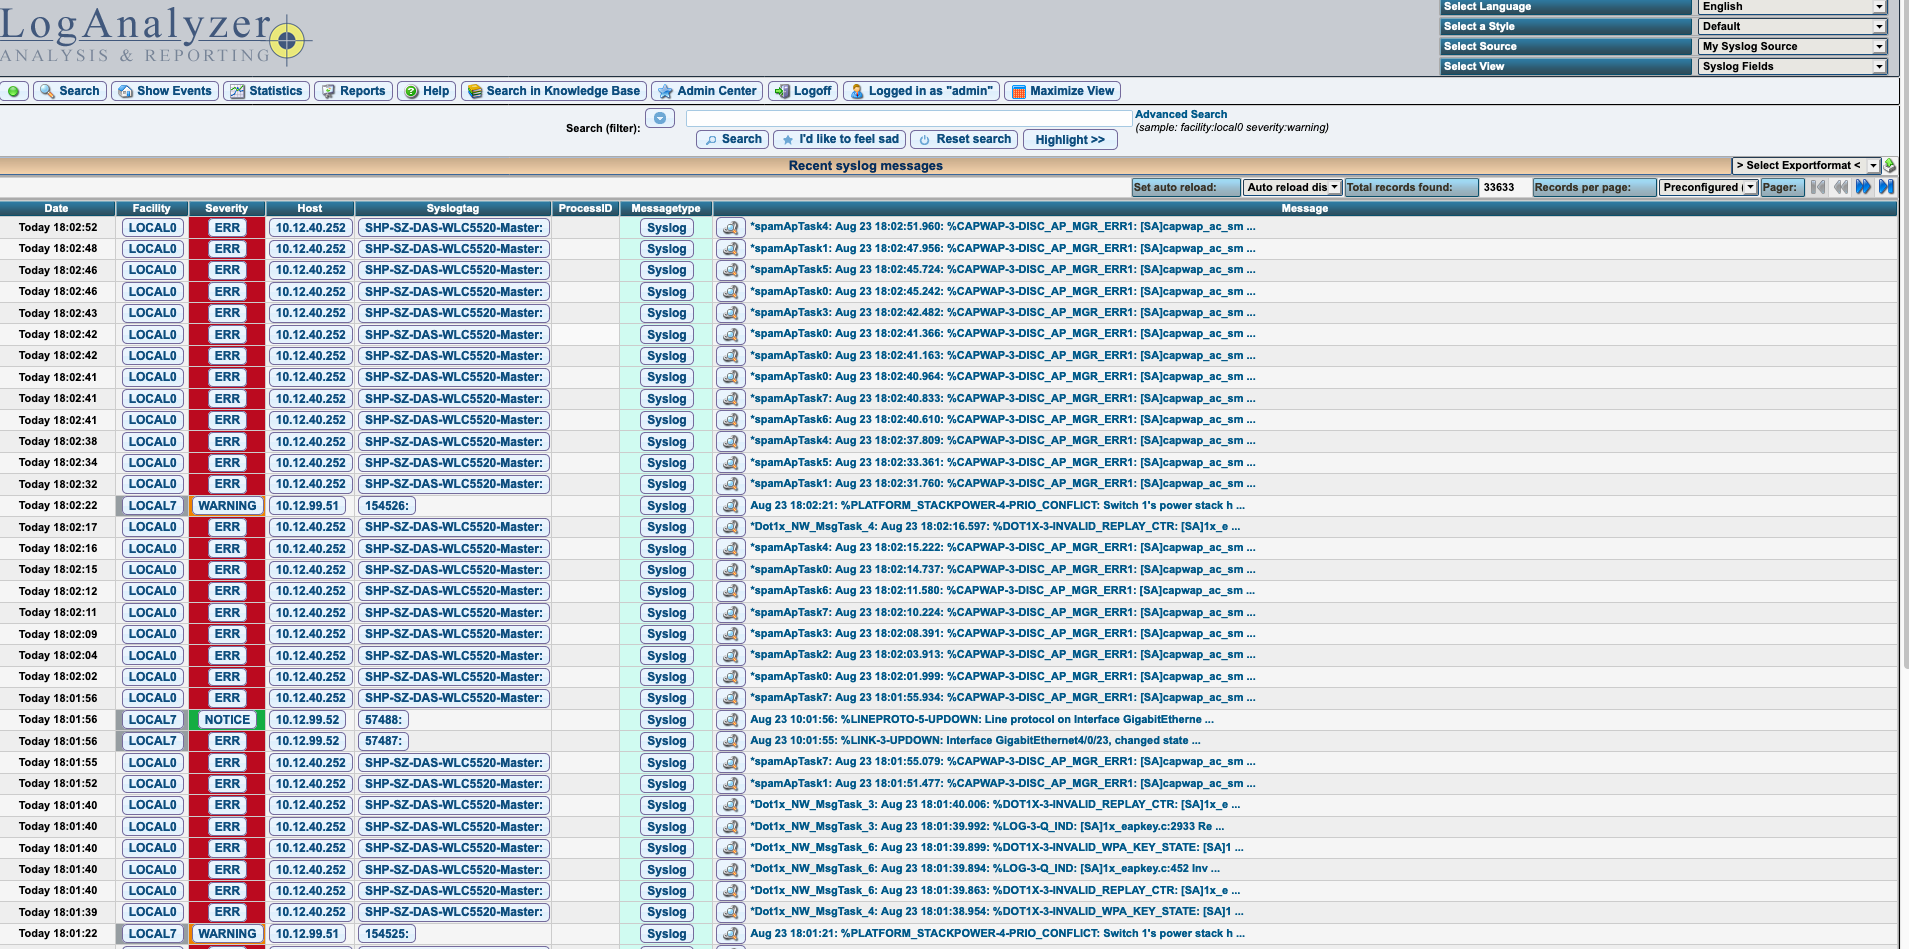 LogAnalyzer
ANALYSIS & REPORTING
Select Language English
Select a Style Default
Select Source My Syslog Source
Select View Syslog Fields
Search Show Events Statistics Reports Help Search in Knowledge Base Admin Center Logoff Logged in as "admin" Maximize View
Search (filter): Advanced Search
(sample: facility:local0 severity:warning)
Search I'd like to feel sad Reset search Highlight >>
Recent syslog messages > Select Exportformat <
Set auto reload: Auto reload dis Total records found: 33633 Records per page: Preconfigured ( Pager:
Date Facility Severity Host Syslogtag ProcessID Messagetype Message
Today 18:02:52 LOCAL0 ERR 10.12.40.252 SHP-SZ-DAS-WLC5520-Master: Syslog *spamApTask4: Aug 23 18:02:51.960: %CAPWAP-3-DISC_AP_MGR_ERR1: [SA]capwap_ac_sm ...
Today 18:02:48 LOCAL0 ERR 10.12.40.252 SHP-SZ-DAS-WLC5520-Master: Syslog *spamApTask1: Aug 23 18:02:47.956: %CAPWAP-3-DISC_AP_MGR_ERR1: [SA]capwap_ac_sm ...
Today 18:02:46 LOCAL0 ERR 10.12.40.252 SHP-SZ-DAS-WLC5520-Master: Syslog *spamApTask5: Aug 23 18:02:45.724: %CAPWAP-3-DISC_AP_MGR_ERR1: [SA]capwap_ac_sm ...
Today 18:02:46 LOCAL0 ERR 10.12.40.252 SHP-SZ-DAS-WLC5520-Master: Syslog *spamApTask0: Aug 23 18:02:45.242: %CAPWAP-3-DISC_AP_MGR_ERR1: [SA]capwap_ac_sm ...
Today 18:02:43 LOCAL0 ERR 10.12.40.252 SHP-SZ-DAS-WLC5520-Master: Syslog *spamApTask3: Aug 23 18:02:42.482: %CAPWAP-3-DISC_AP_MGR_ERR1: [SA]capwap_ac_sm ...
Today 18:02:42 LOCAL0 ERR 10.12.40.252 SHP-SZ-DAS-WLC5520-Master: Syslog *spamApTask0: Aug 23 18:02:41.366: %CAPWAP-3-DISC_AP_MGR_ERR1: [SA]capwap_ac_sm ...
Today 18:02:42 LOCAL0 ERR 10.12.40.252 SHP-SZ-DAS-WLC5520-Master: Syslog *spamApTask0: Aug 23 18:02:41.163: %CAPWAP-3-DISC_AP_MGR_ERR1: [SA]capwap_ac_sm ...
Today 18:02:41 LOCAL0 ERR 10.12.40.252 SHP-SZ-DAS-WLC5520-Master: Syslog *spamApTask0: Aug 23 18:02:40.964: %CAPWAP-3-DISC_AP_MGR_ERR1: [SA]capwap_ac_sm ...
Today 18:02:41 LOCAL0 ERR 10.12.40.252 SHP-SZ-DAS-WLC5520-Master: Syslog *spamApTask7: Aug 23 18:02:40.833: %CAPWAP-3-DISC_AP_MGR_ERR1: [SA]capwap_ac_sm ...
Today 18:02:41 LOCAL0 ERR 10.12.40.252 SHP-SZ-DAS-WLC5520-Master: Syslog *spamApTask6: Aug 23 18:02:40.610: %CAPWAP-3-DISC_AP_MGR_ERR1: [SA]capwap_ac_sm ...
Today 18:02:38 LOCAL0 ERR 10.12.40.252 SHP-SZ-DAS-WLC5520-Master: Syslog *spamApTask4: Aug 23 18:02:37.809: %CAPWAP-3-DISC_AP_MGR_ERR1: [SA]capwap_ac_sm ...
Today 18:02:34 LOCAL0 ERR 10.12.40.252 SHP-SZ-DAS-WLC5520-Master: Syslog *spamApTask5: Aug 23 18:02:33.361: %CAPWAP-3-DISC_AP_MGR_ERR1: [SA]capwap_ac_sm ...
Today 18:02:32 LOCAL0 ERR 10.12.40.252 SHP-SZ-DAS-WLC5520-Master: Syslog *spamApTask1: Aug 23 18:02:31.760: %CAPWAP-3-DISC_AP_MGR_ERR1: [SA]capwap_ac_sm ...
Today 18:02:22 LOCAL7 WARNING 10.12.99.51 154526: Syslog Aug 23 18:02:21: %PLATFORM_STACKPOWER-4-PRIO_CONFLICT: Switch 1's power stack h ...
Today 18:02:17 LOCAL0 ERR 10.12.40.252 SHP-SZ-DAS-WLC5520-Master: Syslog *Dot1x_NW_MsgTask_4: Aug 23 18:02:16.597: %DOT1X-3-INVALID_REPLAY_CTR: [SA]1x_e ...
Today 18:02:16 LOCAL0 ERR 10.12.40.252 SHP-SZ-DAS-WLC5520-Master: Syslog *spamApTask4: Aug 23 18:02:15.222: %CAPWAP-3-DISC_AP_MGR_ERR1: [SA]capwap_ac_sm ...
Today 18:02:15 LOCAL0 ERR 10.12.40.252 SHP-SZ-DAS-WLC5520-Master: Syslog *spamApTask0: Aug 23 18:02:14.737: %CAPWAP-3-DISC_AP_MGR_ERR1: [SA]capwap_ac_sm ...
Today 18:02:12 LOCAL0 ERR 10.12.40.252 SHP-SZ-DAS-WLC5520-Master: Syslog *spamApTask6: Aug 23 18:02:11.580: %CAPWAP-3-DISC_AP_MGR_ERR1: [SA]capwap_ac_sm ...
Today 18:02:11 LOCAL0 ERR 10.12.40.252 SHP-SZ-DAS-WLC5520-Master: Syslog *spamApTask7: Aug 23 18:02:10.224: %CAPWAP-3-DISC_AP_MGR_ERR1: [SA]capwap_ac_sm ...
Today 18:02:09 LOCAL0 ERR 10.12.40.252 SHP-SZ-DAS-WLC5520-Master: Syslog *spamApTask3: Aug 23 18:02:08.391: %CAPWAP-3-DISC_AP_MGR_ERR1: [SA]capwap_ac_sm ...
Today 18:02:04 LOCAL0 ERR 10.12.40.252 SHP-SZ-DAS-WLC5520-Master: Syslog *spamApTask2: Aug 23 18:02:03.913: %CAPWAP-3-DISC_AP_MGR_ERR1: [SA]capwap_ac_sm ...
Today 18:02:02 LOCAL0 ERR 10.12.40.252 SHP-SZ-DAS-WLC5520-Master: Syslog *spamApTask0: Aug 23 18:02:01.999: %CAPWAP-3-DISC_AP_MGR_ERR1: [SA]capwap_ac_sm ...
Today 18:01:56 LOCAL0 ERR 10.12.40.252 SHP-SZ-DAS-WLC5520-Master: Syslog *spamApTask7: Aug 23 18:01:55.934: %CAPWAP-3-DISC_AP_MGR_ERR1: [SA]capwap_ac_sm ...
Today 18:01:56 LOCAL7 NOTICE 10.12.99.52 57488: Syslog Aug 23 10:01:56: %LINEPROTO-5-UPDOWN: Line protocol on Interface GigabitEtherne ...
Today 18:01:56 LOCAL7 ERR 10.12.99.52 57487: Syslog Aug 23 10:01:55: %LINK-3-UPDOWN: Interface GigabitEthernet4/0/23, changed state ...
Today 18:01:55 LOCAL0 ERR 10.12.40.252 SHP-SZ-DAS-WLC5520-Master: Syslog *spamApTask7: Aug 23 18:01:55.079: %CAPWAP-3-DISC_AP_MGR_ERR1: [SA]capwap_ac_sm ...
Today 18:01:52 LOCAL0 ERR 10.12.40.252 SHP-SZ-DAS-WLC5520-Master: Syslog *spamApTask1: Aug 23 18:01:51.477: %CAPWAP-3-DISC_AP_MGR_ERR1: [SA]capwap_ac_sm ...
Today 18:01:40 LOCAL0 ERR 10.12.40.252 SHP-SZ-DAS-WLC5520-Master: Syslog *Dot1x_NW_MsgTask_3: Aug 23 18:01:40.006: %DOT1X-3-INVALID_REPLAY_CTR: [SA]1x_e ...
Today 18:01:40 LOCAL0 ERR 10.12.40.252 SHP-SZ-DAS-WLC5520-Master: Syslog *Dot1x_NW_MsgTask_3: Aug 23 18:01:39.992: %LOG-3-Q_IND: [SA]1x_eapkey.c:2933 Re ...
Today 18:01:40 LOCAL0 ERR 10.12.40.252 SHP-SZ-DAS-WLC5520-Master: Syslog *Dot1x_NW_MsgTask_6: Aug 23 18:01:39.899: %DOT1X-3-INVALID_WPA_KEY_STATE: [SA]1 ...
Today 18:01:40 LOCAL0 ERR 10.12.40.252 SHP-SZ-DAS-WLC5520-Master: Syslog *Dot1x_NW_MsgTask_6: Aug 23 18:01:39.894: %LOG-3-Q_IND: [SA]1x_eapkey.c:452 Inv ...
Today 18:01:40 LOCAL0 ERR 10.12.40.252 SHP-SZ-DAS-WLC5520-Master: Syslog *Dot1x_NW_MsgTask_6: Aug 23 18:01:39.863: %DOT1X-3-INVALID_REPLAY_CTR: [SA]1x_e ...
Today 18:01:39 LOCAL0 ERR 10.12.40.252 SHP-SZ-DAS-WLC5520-Master: Syslog *Dot1x_NW_MsgTask_4: Aug 23 18:01:38.954: %DOT1X-3-INVALID_WPA_KEY_STATE: [SA]1 ...
Today 18:01:22 LOCAL7 WARNING 10.12.99.51 154525: Syslog Aug 23 18:01:21: %PLATFORM_STACKPOWER-4-PRIO_CONFLICT: Switch 1's power stack h ...